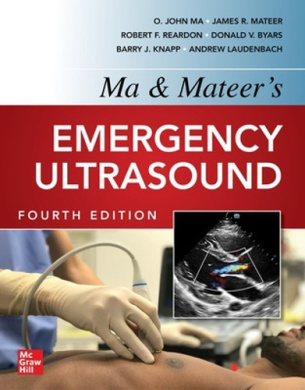 O. JOHN MA • JAMES R. MATEER
ROBERT F. REARDON • DONALD V. BYARS
BARRY J. KNAPP • ANDREW LAUDENBACH
Ma & Mateer's
EMERGENCY
ULTRASOUND
FOURTH EDITION
Mc
Graw
Hill